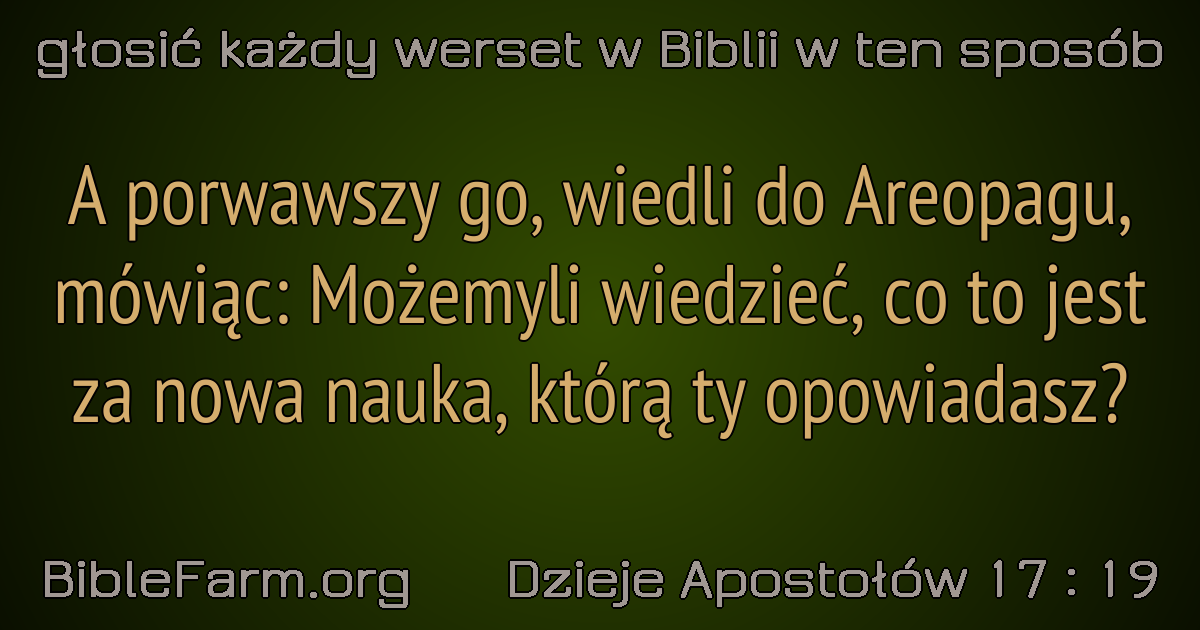 głosić każdy werset w Biblii w ten sposób
A porwawszy go, wiedli do Areopagu,
mówiąc: Możemyli wiedzieć, co to jest
za nowa nauka, którą ty opowiadasz?
BibleFarm.org Dzieje Apostołów 17 : 19